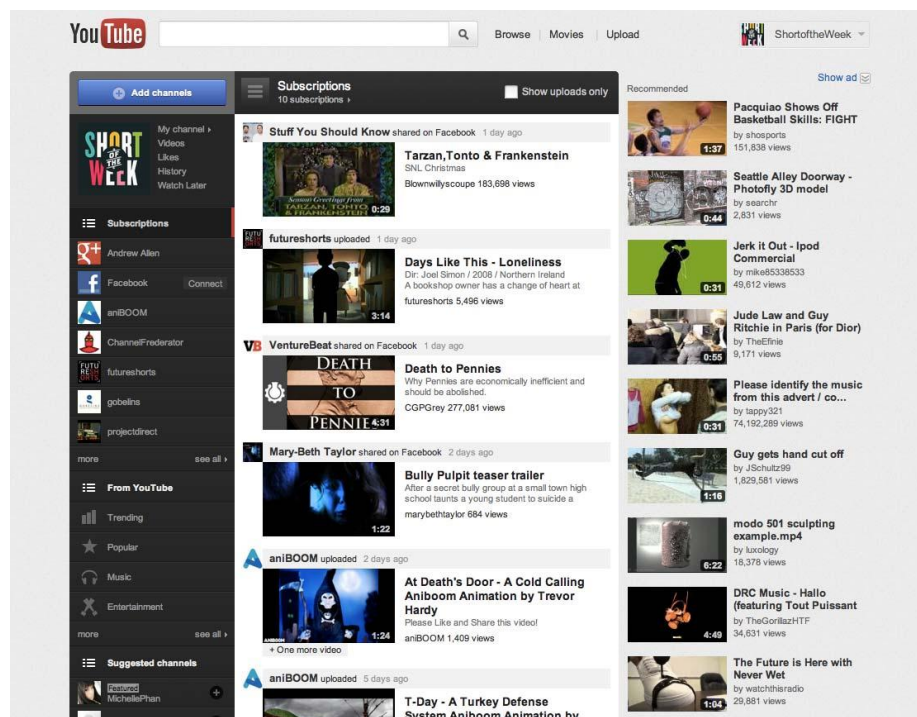 YouTube
Browse Movies Upload
ShortoftheWeek
Add channels
SHORT
OF THE
WEEK
My channel
Videos
Likes
History
Watch Later
Subscriptions
Andrew Allen
Facebook Connect
aniBOOM
ChannelFrederator
futureshorts
gobelins
projectdirect
more see all
From YouTube
Trending
Popular
Music
Entertainment
more see all
Suggested channels
Featured
MichellePhan
Subscriptions
10 subscriptions
Show uploads only
Stuff You Should Know shared on Facebook 1 day ago
Season Greetings from
TARZAN, TONTO
& FRANKENSTEIN
0:29
Tarzan,Tonto & Frankenstein
SNL Christmas
Blownwillyscoupe 183,698 views
futureshorts uploaded 1 day ago
3:14
Days Like This - Loneliness
Dir: Joel Simon / 2008 / Northern Ireland
A bookshop owner has a change of heart at
futureshorts 5,496 views
VB VentureBeat shared on Facebook 1 day ago
DEATH
TO
PENNIES
4:31
Death to Pennies
Why Pennies are economically inefficient and
should be abolished.
CGPGrey 277,081 views
Mary-Beth Taylor shared on Facebook 2 days ago
1:22
Bully Pulpit teaser trailer
After a secret bully group at a small town high
school taunts a young student to suicide a
marybethtaylor 684 views
aniBOOM uploaded 2 days ago
1:24
At Death's Door - A Cold Calling
Aniboom Animation by Trevor
Hardy
Please Like and Share this video!
aniBOOM 1,409 views
+ One more video
aniBOOM uploaded 5 days ago
T-Day - A Turkey Defense
System Aniboom Animation by
Show ad
Recommended
1:37
Pacquiao Shows Off
Basketball Skills: FIGHT
by shosports
151,838 views
0:44
Seattle Alley Doorway -
Photofly 3D model
by searchr
2,831 views
0:31
Jerk it Out - Ipod
Commercial
by mike85338533
49,612 views
0:55
Jude Law and Guy
Ritchie in Paris (for Dior)
by TheEfinie
9,171 views
0:31
Please identify the music
from this advert / co...
by tappy321
74,192,289 views
1:16
Guy gets hand cut off
by JSchultz99
1,829,581 views
6:22
modo 501 sculpting
example.mp4
by luxology
18,378 views
4:49
DRC Music - Hallo
(featuring Tout Puissant
by TheGorillazHTF
34,631 views
1:04
The Future is Here with
Never Wet
by watchthisradio
29,881 views